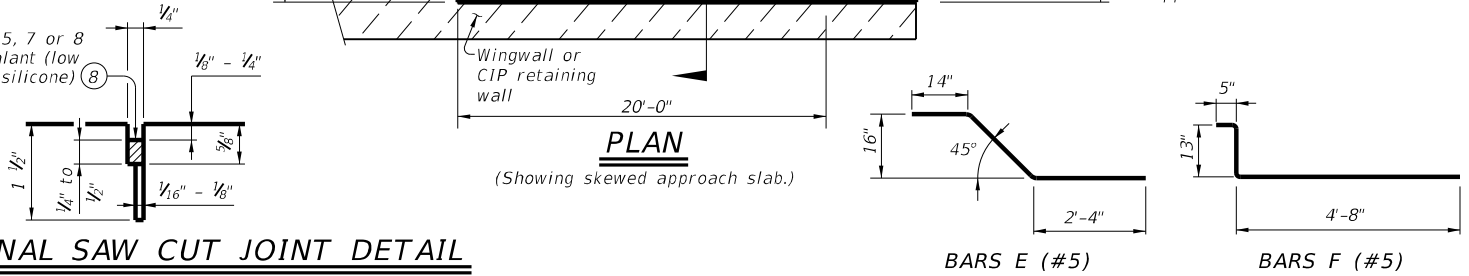 1/4"
5, 7 or 8
alant (low
silicone) 8
1/8" - 1/4"
5/8"
1 1/2"
1/4" to
1/2"
1/16" - 1/8"
NAL SAW CUT JOINT DETAIL
Wingwall or
CIP retaining
wall
20'-0"
PLAN
(Showing skewed approach slab.)
14"
16"
45°
2'-4"
BARS E (#5)
5"
13"
4'-8"
BARS F (#5)